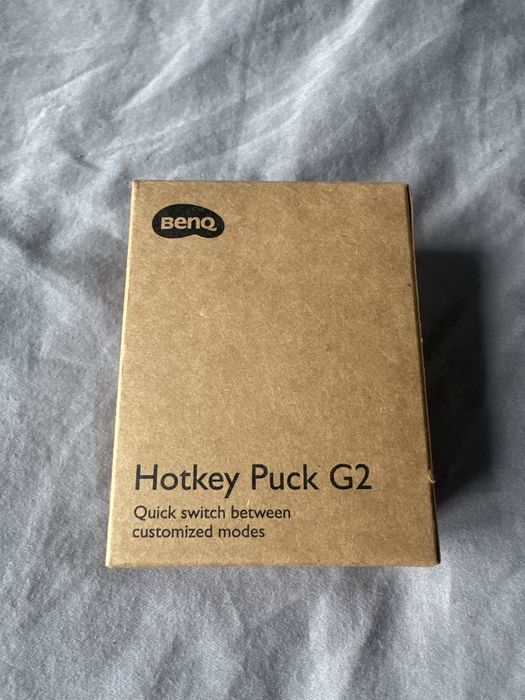 BenQ
Hotkey Puck G2
Quick switch between
customized modes